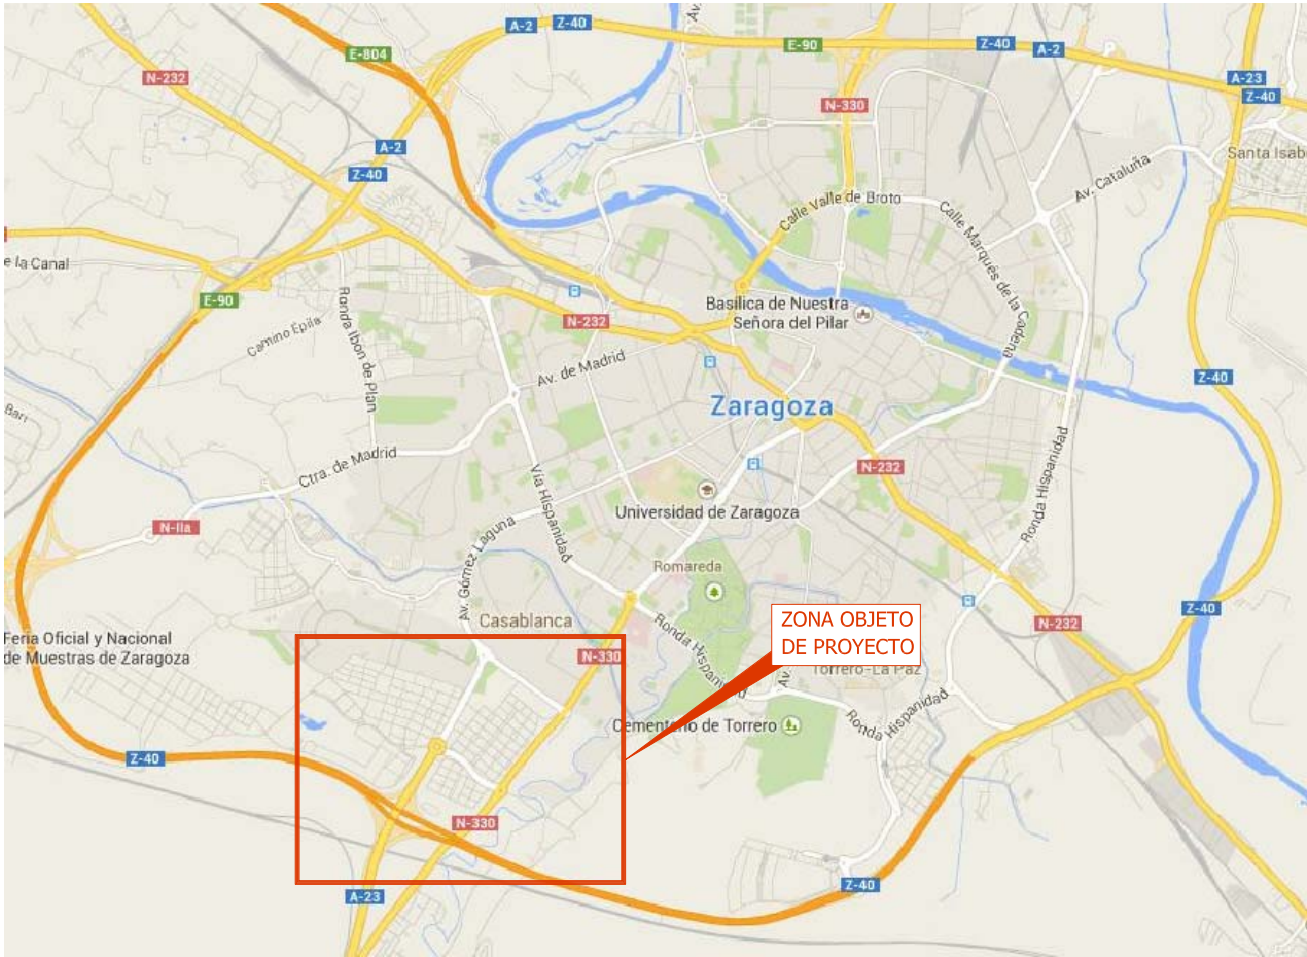 A-2
Z-40
E-804
E-90
Z-40
A-2
N-232
A-23
Z-40
N-330
A-2
Santa Isab
Z-40
Av. Cataluña
Calle Valle de Broto
Calle Marqués de la Cadena
e la Canal
E-90
Basílica de Nuestra
Señora del Pilar
Ronda Ibon de Plan
Camino Epila
N-232
Av. de Madrid
Z-40
Zaragoza
Barr
Ctra. de Madrid
N-232
Ronda Hispanidad
Vía Hispanidad
Universidad de Zaragoza
N-IIa
Av. Gómez Laguna
Romareda
Z-40
Casablanca
ZONA OBJETO
DE PROYECTO
N-232
Feria Oficial y Nacional
de Muestras de Zaragoza
Ronda Hispanidad
N-330
Torrero-La Paz
Av
Cementerio de Torrero
Ronda Hispanidad
Z-40
N-330
Z-40
A-23